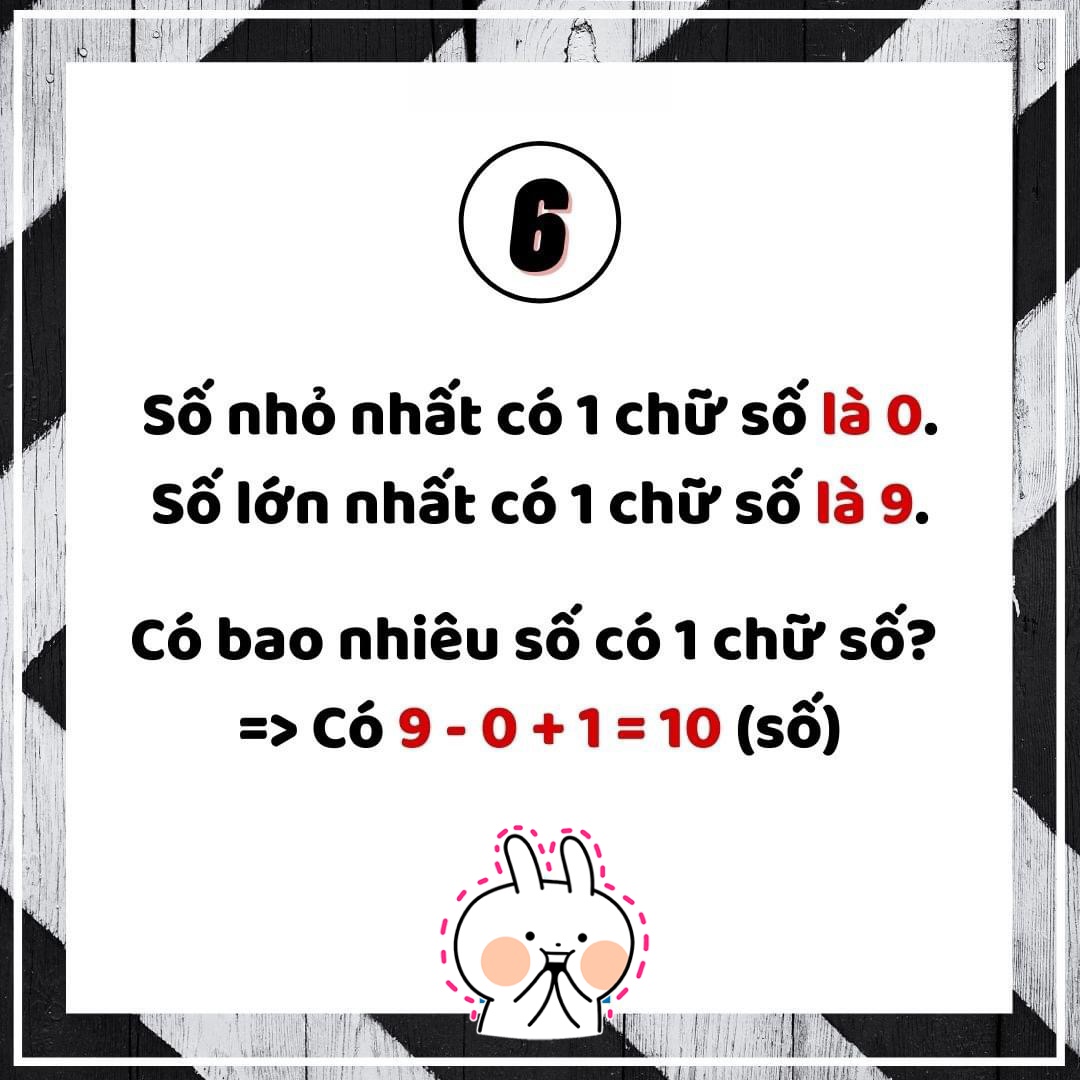 6
Số nhỏ nhất có 1 chữ số là 0.
Số lớn nhất có 1 chữ số là 9.
Có bao nhiêu số có 1 chữ số?
=> Có 9 - 0 + 1 = 10 (số)